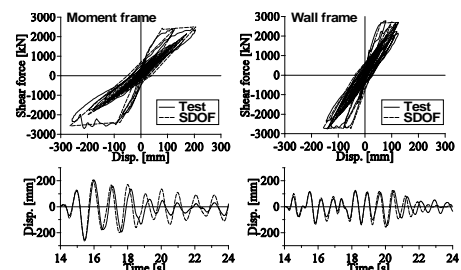 Moment frame
Shear force [kN]
3000
2000
1000
0
-1000
-2000
-3000
Test
SDOF
-300 -200 -100 0 100 200 300
Disp. [mm]
Wall frame
Shear force [kN]
3000
2000
1000
0
-1000
-2000
-3000
Test
SDOF
-300 -200 -100 0 100 200 300
Disp. [mm]
Disp. [mm]
200
0
-200
14 16 18 20 22 24
Time [s]
Disp. [mm]
200
0
-200
14 16 18 20 22 24
Time [s]